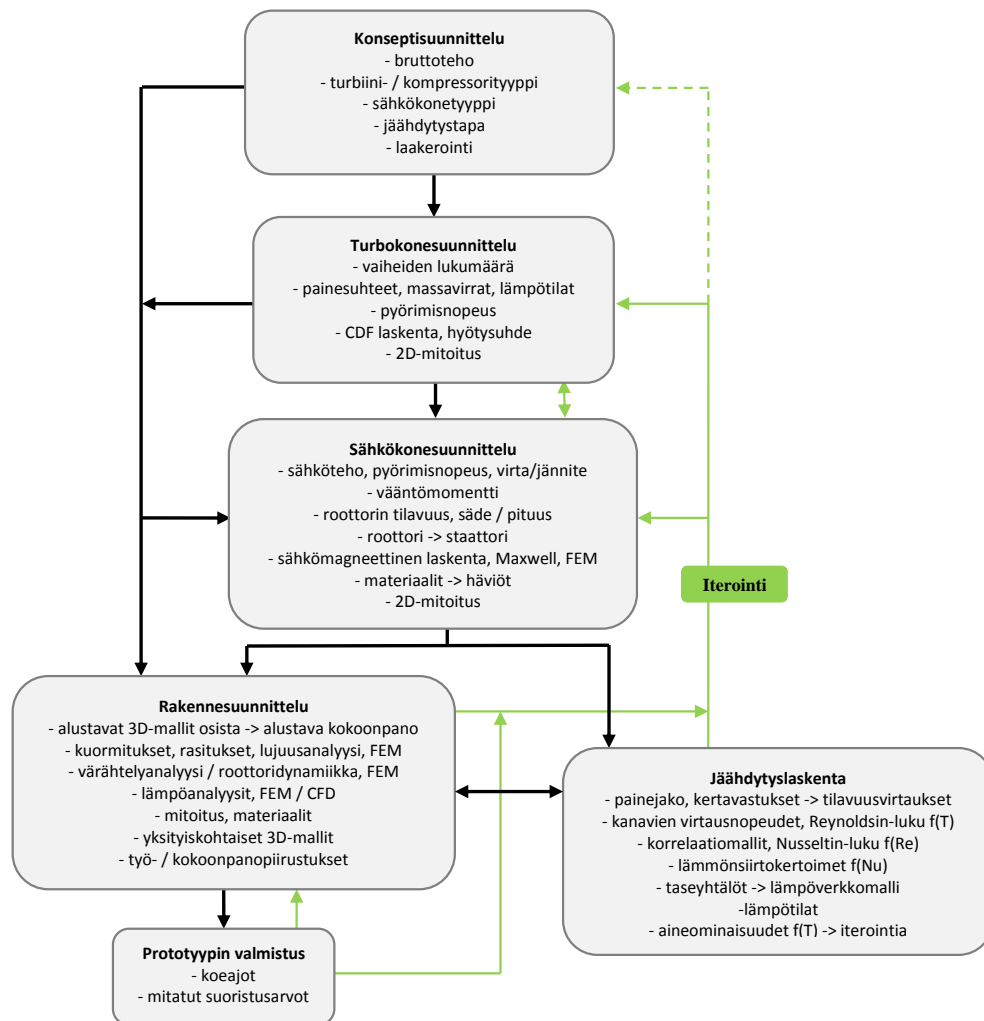 Konseptisuunnittelu
- bruttoteho
- turbiini- / kompressorityyppi
- sähkökonetyyppi
- jäähdytystapa
- laakerointi
Turbokonesuunnittelu
- vaiheiden lukumäärä
- painesuhteet, massavirrat, lämpötilat
- pyörimisnopeus
- CDF laskenta, hyötysuhde
- 2D-mitoitus
Sähkökonesuunnittelu
- sähköteho, pyörimisnopeus, virta/jännite
- vääntömomentti
- roottorin tilavuus, säde / pituus
- roottori -> staattori
- sähkömagneettinen laskenta, Maxwell, FEM
- materiaalit -> häviöt
- 2D-mitoitus
Iterointi
Rakennesuunnittelu
- alustavat 3D-mallit osista -> alustava kokoonpano
- kuormitukset, rasitukset, lujuusanalyysi, FEM
- värähtelyanalyysi / roottoridynamiikka, FEM
- lämpöanalyysit, FEM / CFD
- mitoitus, materiaalit
- yksityiskohtaiset 3D-mallit
- työ- / kokoonpanopiirustukset
Jäähdytyslaskenta
- painejako, kertavastukset -> tilavuusvirtaukset
- kanavien virtausnopeudet, Reynoldsin-luku f(T)
- korrelaatiomallit, Nusseltin-luku f(Re)
- lämmönsiirtokertoimet f(Nu)
- taseyhtälöt -> lämpöverkkomalli
-lämpötilat
- aineominaisuudet f(T) -> iterointia
Prototyypin valmistus
- koeajot
- mitatut suoristusarvot